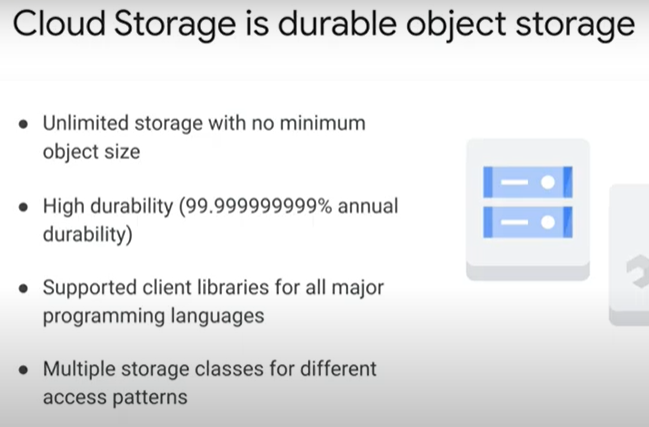 Cloud Storage is durable object storage
● Unlimited storage with no minimum
object size
● High durability (99.999999999% annual
durability)
● Supported client libraries for all major
programming languages
● Multiple storage classes for different
access patterns